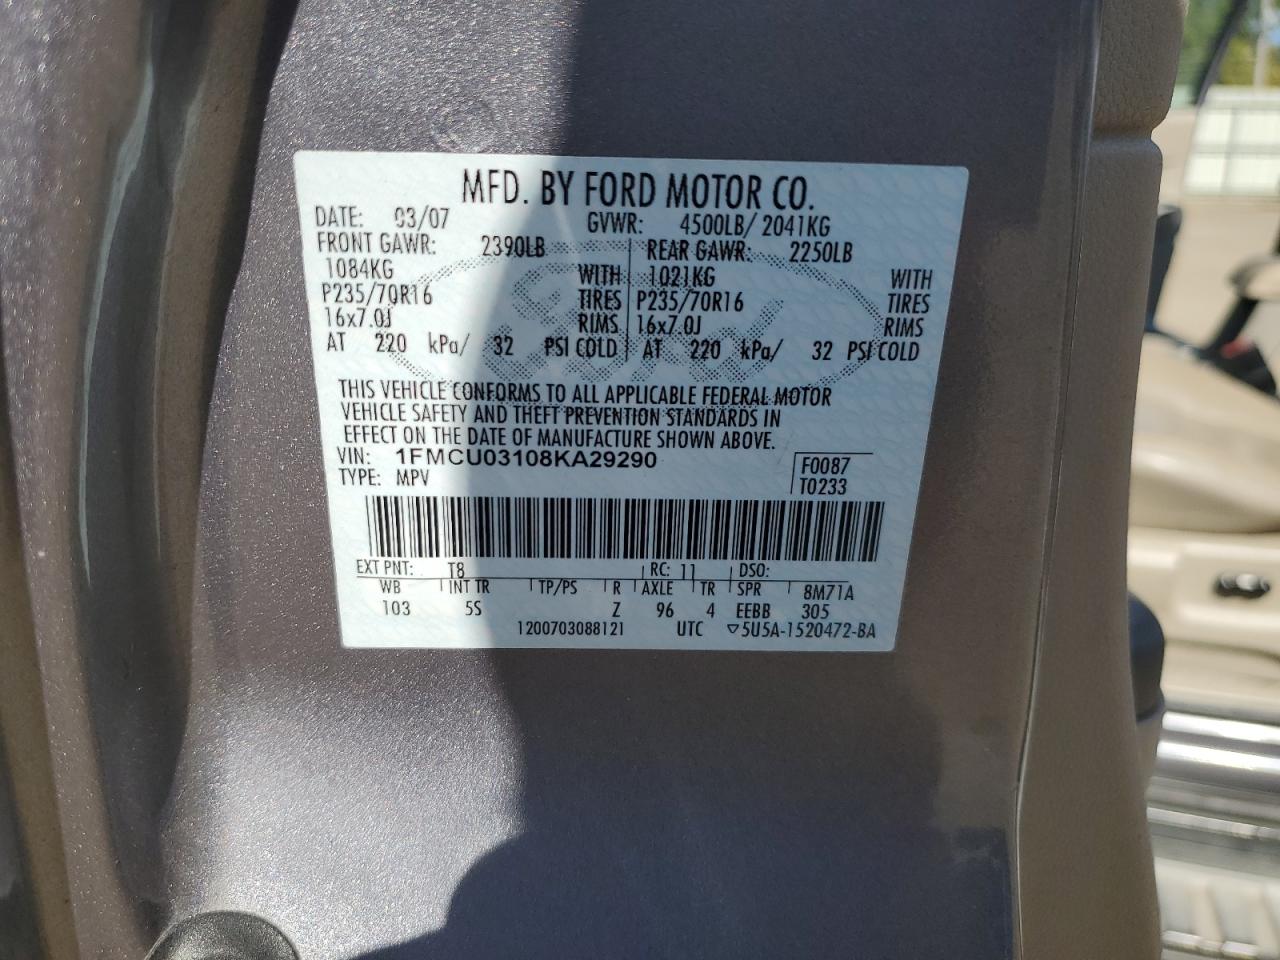 MFD. BY FORD MOTOR CO.
DATE: 03/07 GVWR: 4500LB/ 2041KG
FRONT GAWR: 2390LB REAR GAWR: 2250LB
1084KG WITH 1021KG WITH
P235/70R16 TIRES P235/70R16 TIRES
16x7.0J RIMS 16x7.0J RIMS
AT 220 kPa/ 32 PSI COLD AT 220 kPa/ 32 PSI COLD
THIS VEHICLE CONFORMS TO ALL APPLICABLE FEDERAL MOTOR
VEHICLE SAFETY AND THEFT PREVENTION STANDARDS IN
EFFECT ON THE DATE OF MANUFACTURE SHOWN ABOVE.
VIN: 1FMCU03108KA29290 F0087
TYPE: MPV T0233
EXT PNT: T8 RC: 11 DSO:
WB INT TR TP/PS R AXLE TR SPR 8M71A
103 5S Z 96 4 EEBB 305
1200703088121 UTC ▽5U5A-1520472-BA